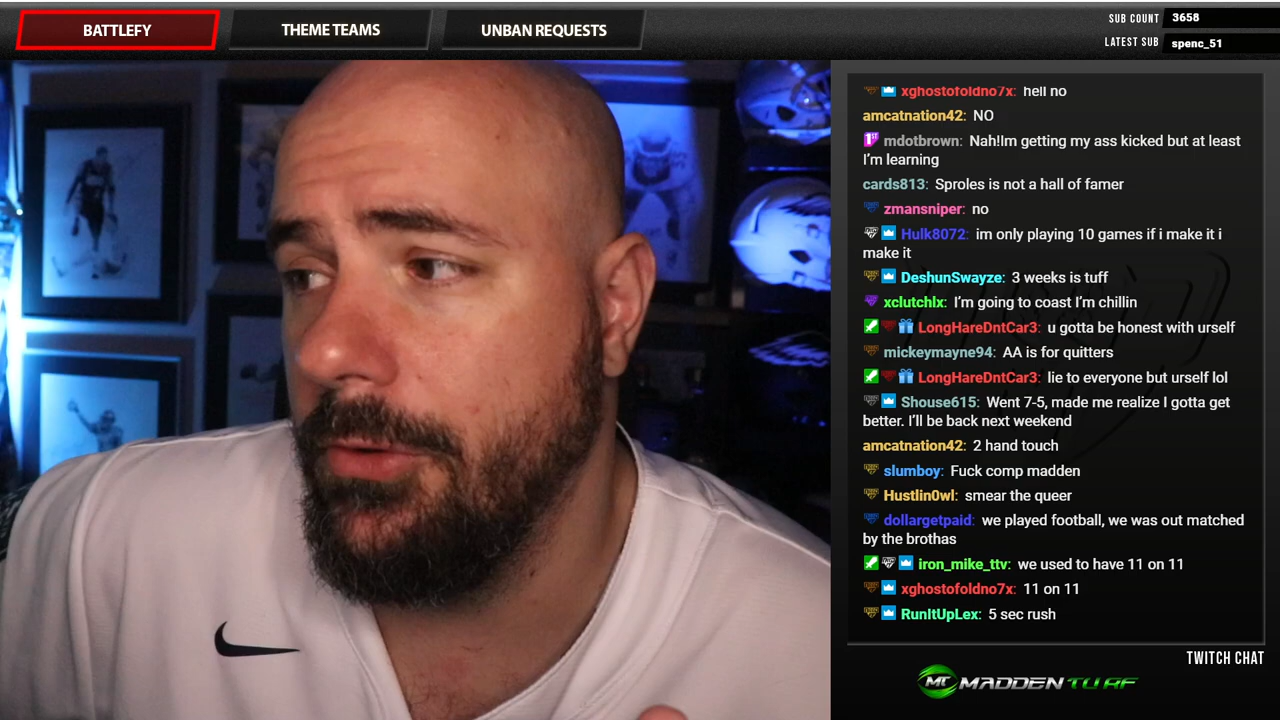 BATTLEFY
THEME TEAMS
UNBAN REQUESTS
SUB COUNT 3658
LATEST SUB spenc_51
xghostofoldno7x: hell no
amcatnation42: NO
1ST mdotbrown: Nah!Im getting my ass kicked but at least
I'm learning
cards813: Sproles is not a hall of famer
zmansniper: no
Hulk8072: im only playing 10 games if i make it i
make it
DeshunSwayze: 3 weeks is tuff
xclutchlx: I'm going to coast I'm chillin
LongHareDntCar3: u gotta be honest with urself
mickeymayne94: AA is for quitters
LongHareDntCar3: lie to everyone but urself lol
Shouse615: Went 7-5, made me realize I gotta get
better. I'll be back next weekend
amcatnation42: 2 hand touch
slumboy: Fuck comp madden
Hustlin0wl: smear the queer
dollargetpaid: we played football, we was out matched
by the brothas
iron_mike_ttv: we used to have 11 on 11
xghostofoldno7x: 11 on 11
RunItUpLex: 5 sec rush
TWITCH CHAT
MT MADDEN TURF